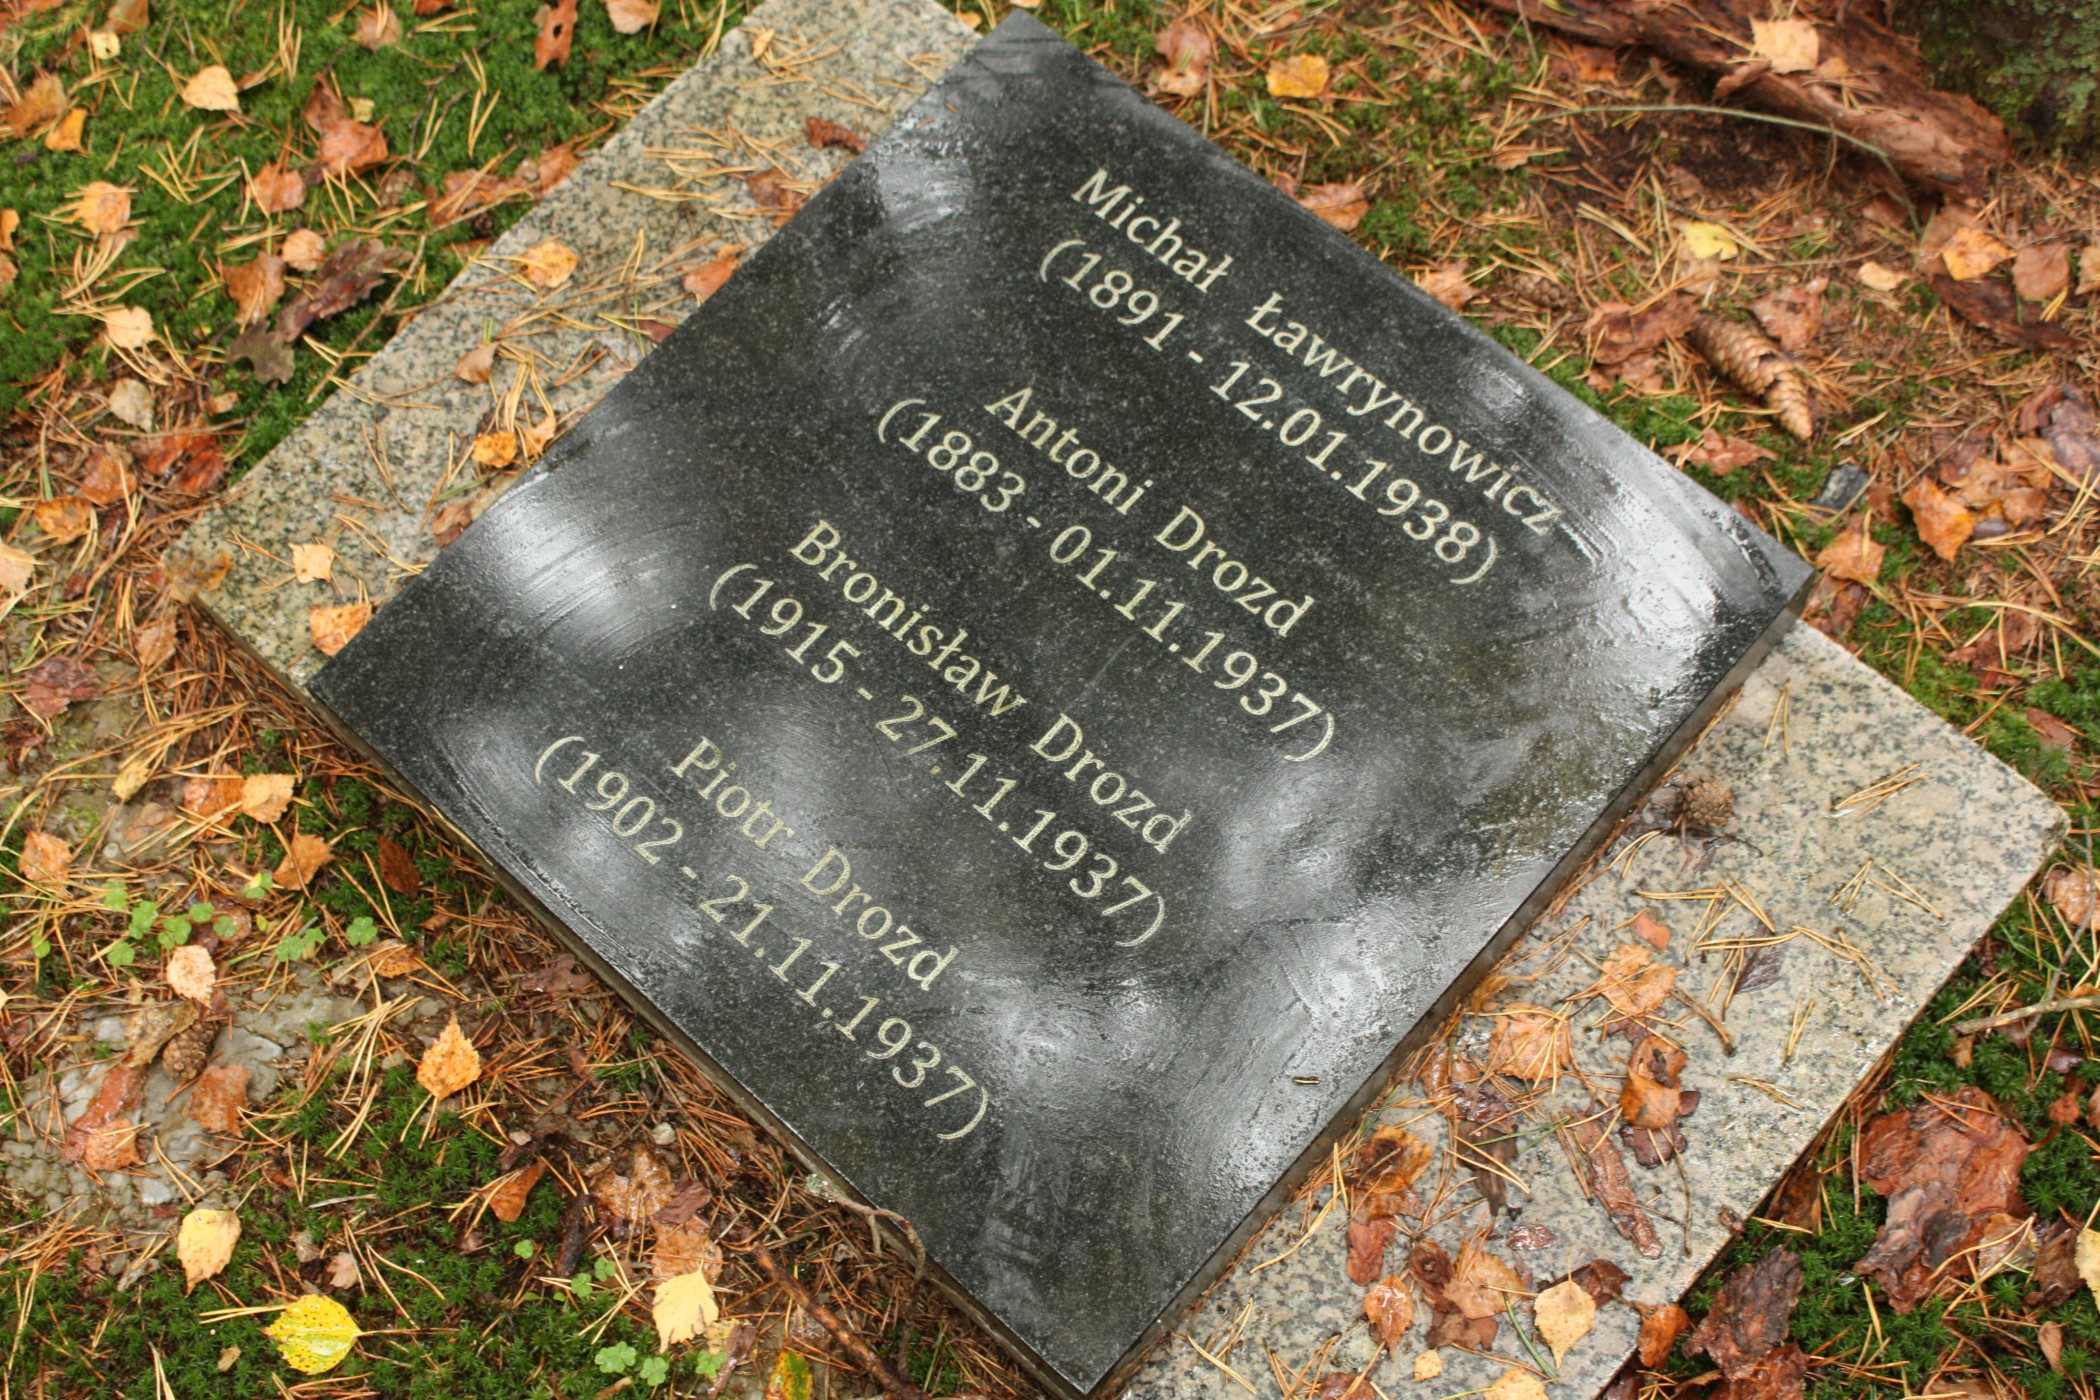 Michał Ławrynowicz
(1891 - 12.01.1938)
Antoni Drozd
(1883 - 01.11.1937)
Bronisław Drozd
(1915 - 27.11.1937)
Piotr Drozd
(1902 - 21.11.1937)